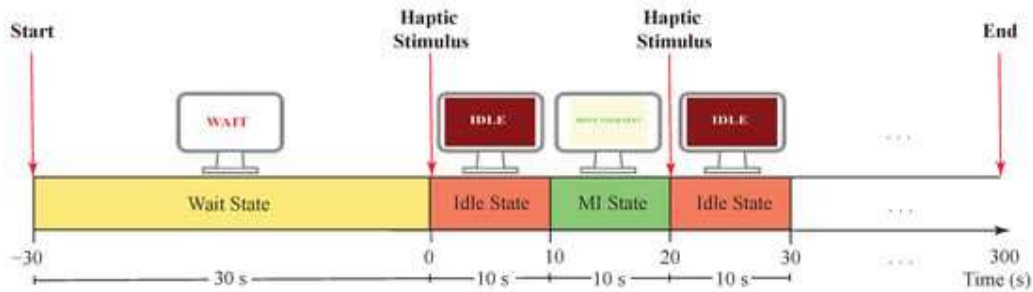 Start
Haptic
Stimulus
Haptic
Stimulus
End
WAIT
IDLE
IDLE
. . .
Wait State
Idle State
MI State
Idle State
. . .
−30
0
10
20
30
. . .
300
30 s
10 s
10 s
10 s
Time (s)